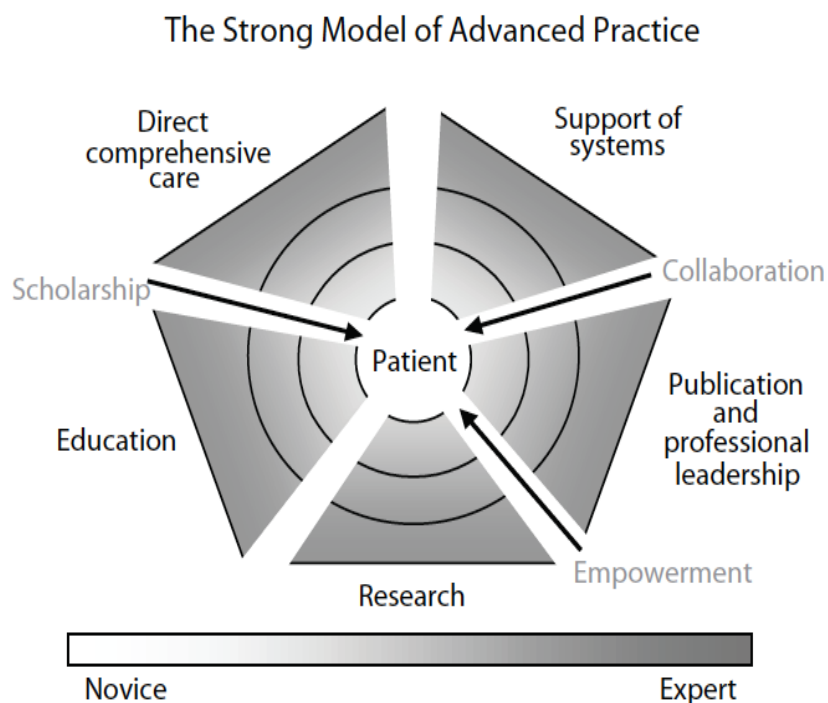 The Strong Model of Advanced Practice
Direct
comprehensive
care
Support of
systems
Scholarship
Collaboration
Patient
Education
Publication
and
professional
leadership
Empowerment
Research
Novice
Expert